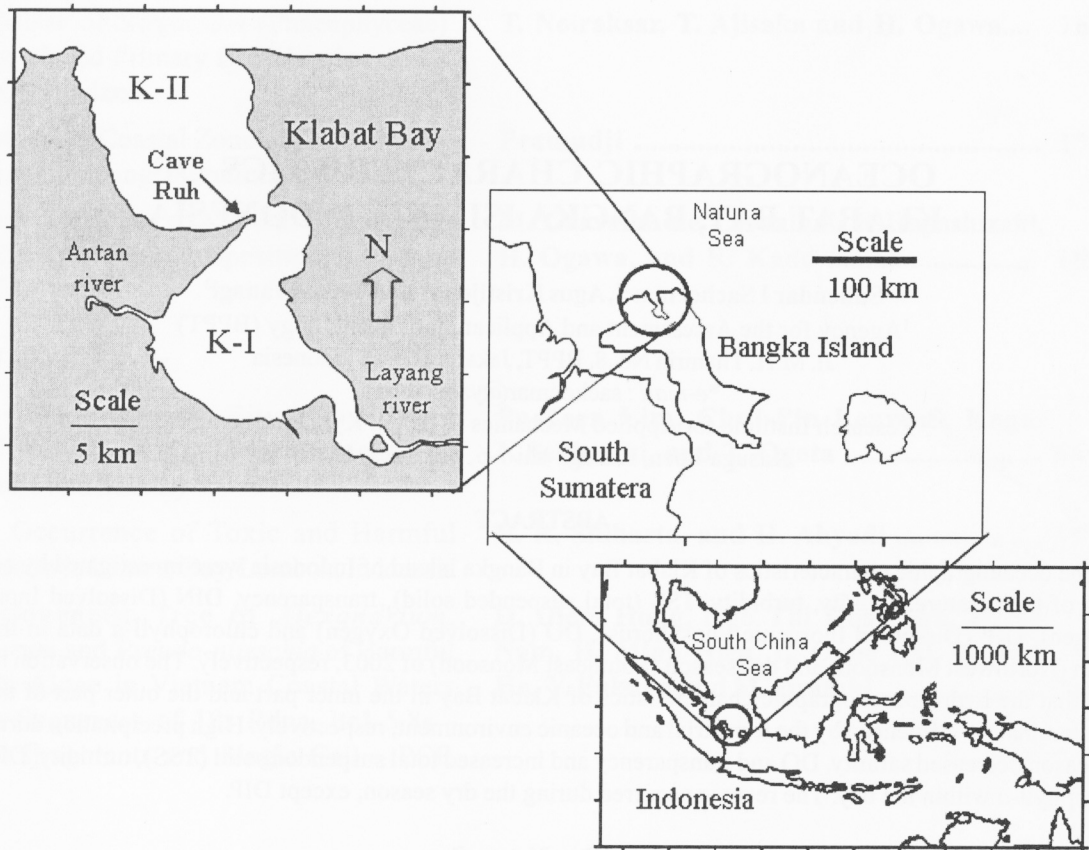 K-II
Klabat Bay
Cave
Ruh
N
Antan
river
K-I
Layang
river
Scale
5 km
Natuna
Sea
Scale
100 km
Bangka Island
South
Sumatera
South China
Sea
Scale
1000 km
Indonesia